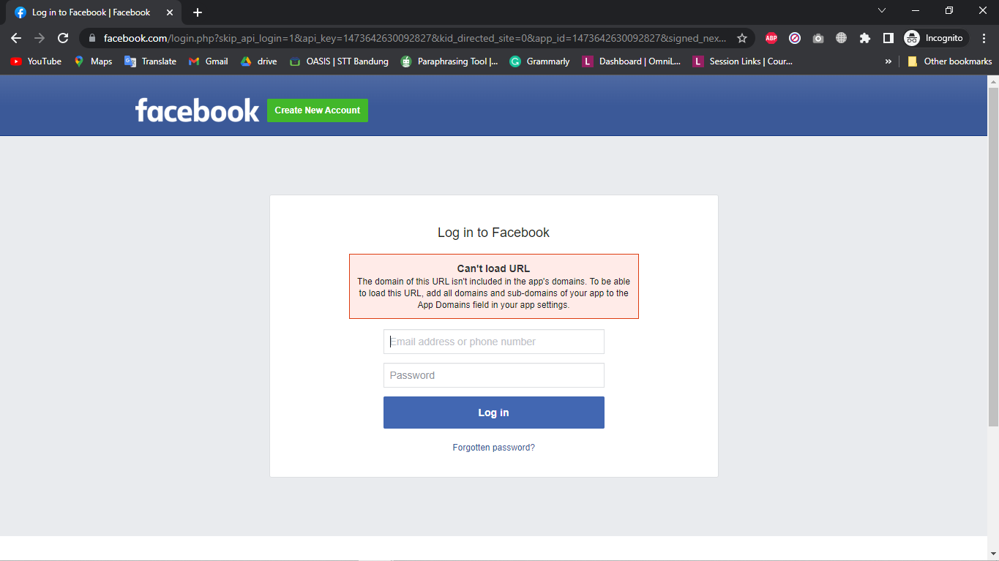 Log in to Facebook | Facebook
facebook.com/login.php?skip_api_login=1&api_key=1473642630092827&kid_directed_site=0&app_id=1473642630092827&signed_nex...
ABP
Incognito
YouTube
Maps
Translate
Gmail
drive
OASIS | STT Bandung
Paraphrasing Tool |...
G
Grammarly
L
Dashboard | OmniL...
L
Session Links | Cour...
»
Other bookmarks
facebook
Create New Account
Log in to Facebook
Can't load URL
The domain of this URL isn't included in the app's domains. To be able
to load this URL, add all domains and sub-domains of your app to the
App Domains field in your app settings.
Email address or phone number
Password
Log in
Forgotten password?